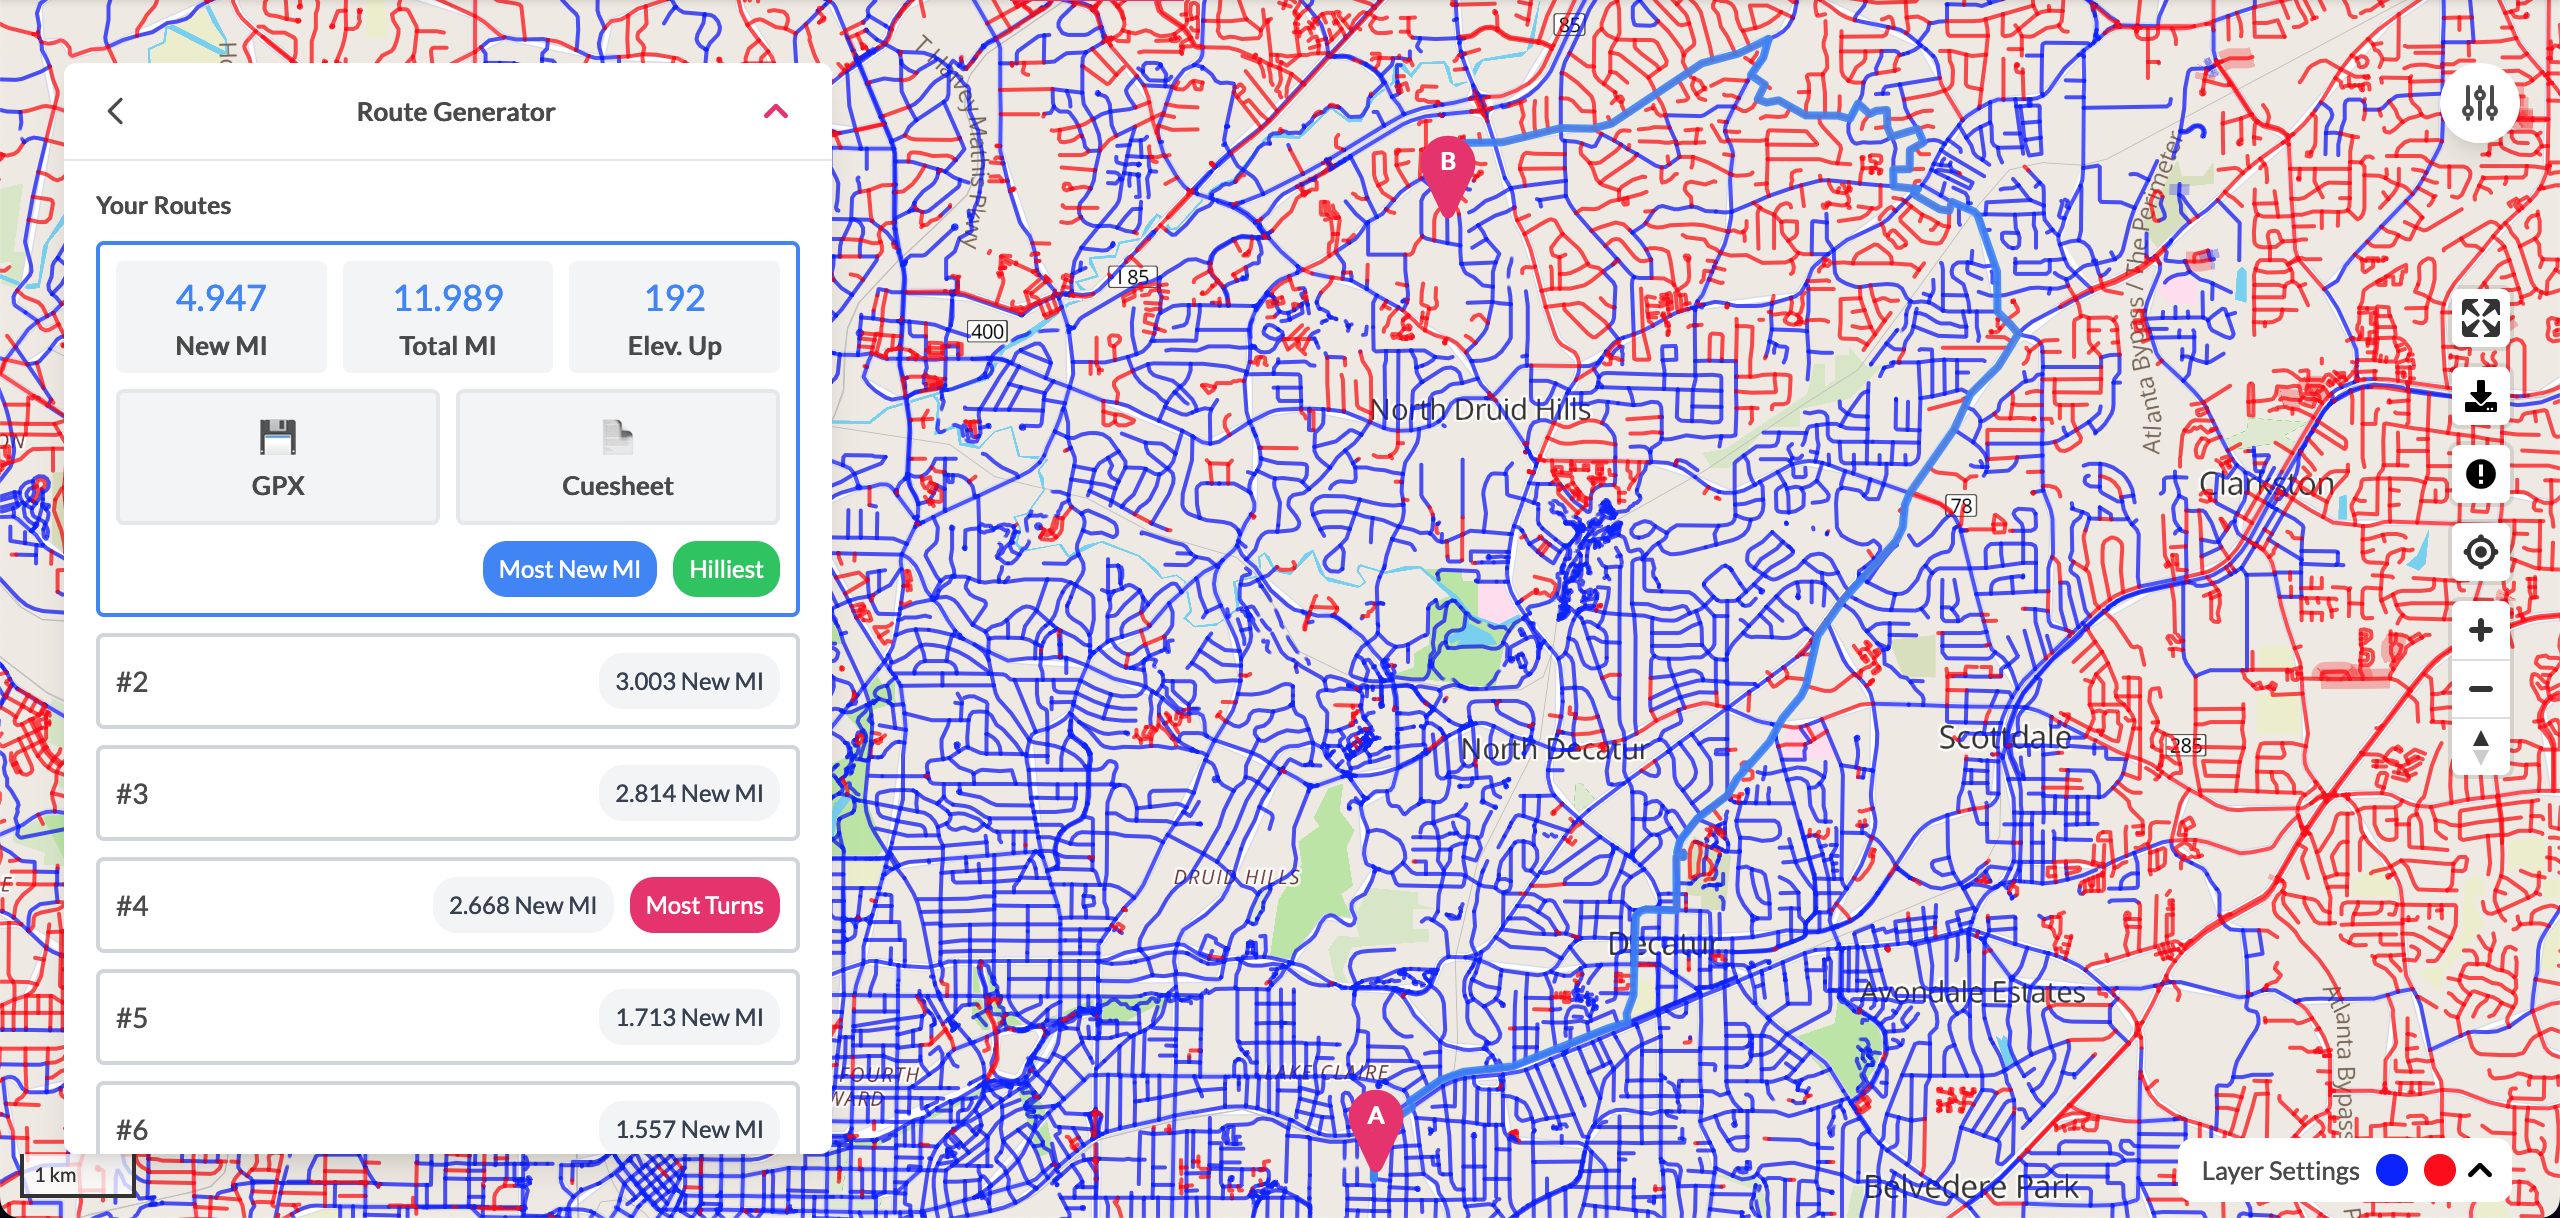 Route Generator
Your Routes
4.947
New MI
11.989
Total MI
192
Elev. Up
GPX
Cuesheet
Most New MI
Hilliest
#2
3.003 New MI
#3
2.814 New MI
#4
2.668 New MI
Most Turns
#5
1.713 New MI
#6
1.557 New MI
1 km
T Harvey Mathis Pkwy
85
B
I 85
400
North Druid Hills
Atlanta Bypass / The Perimeter
Clarkston
78
North Decatur
Scottdale
285
DRUID HILLS
Decatur
Avondale Estates
LAKE CLAIRE
FOURTH
WARD
A
Atlanta Bypass
Belvedere Park
Layer Settings